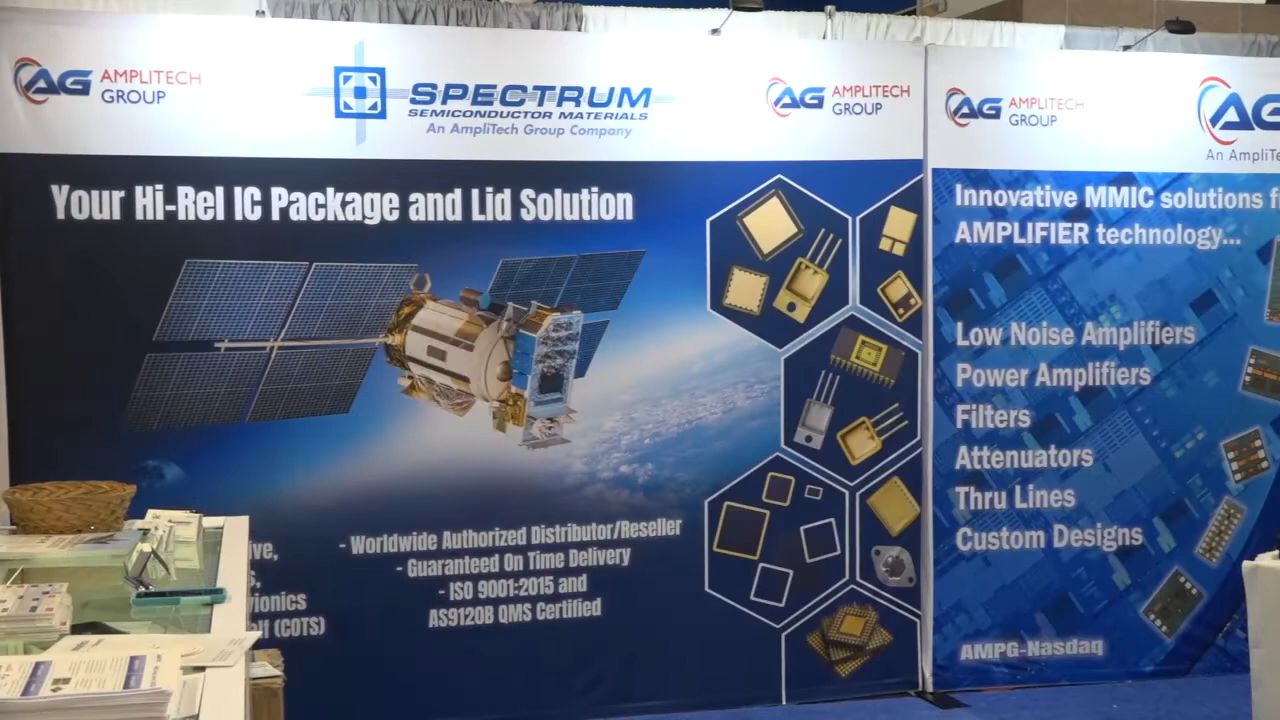 AG AMPLITECH
GROUP
SPECTRUM
SEMICONDUCTOR MATERIALS
An AmpliTech Group Company
AG AMPLITECH
GROUP
Your Hi-Rel IC Package and Lid Solution
- Worldwide Authorized Distributor/Reseller
- Guaranteed On Time Delivery
- ISO 9001:2015 and
AS9120B QMS Certified
(COTS)
AG AMPLITECH
GROUP
AG
An
Innovative MMIC solutions
AMPLIFIER technology...
Low Noise Amplifiers
Power Amplifiers
Filters
Attenuators
Thru Lines
Custom Designs
AMPG-Nasdaq